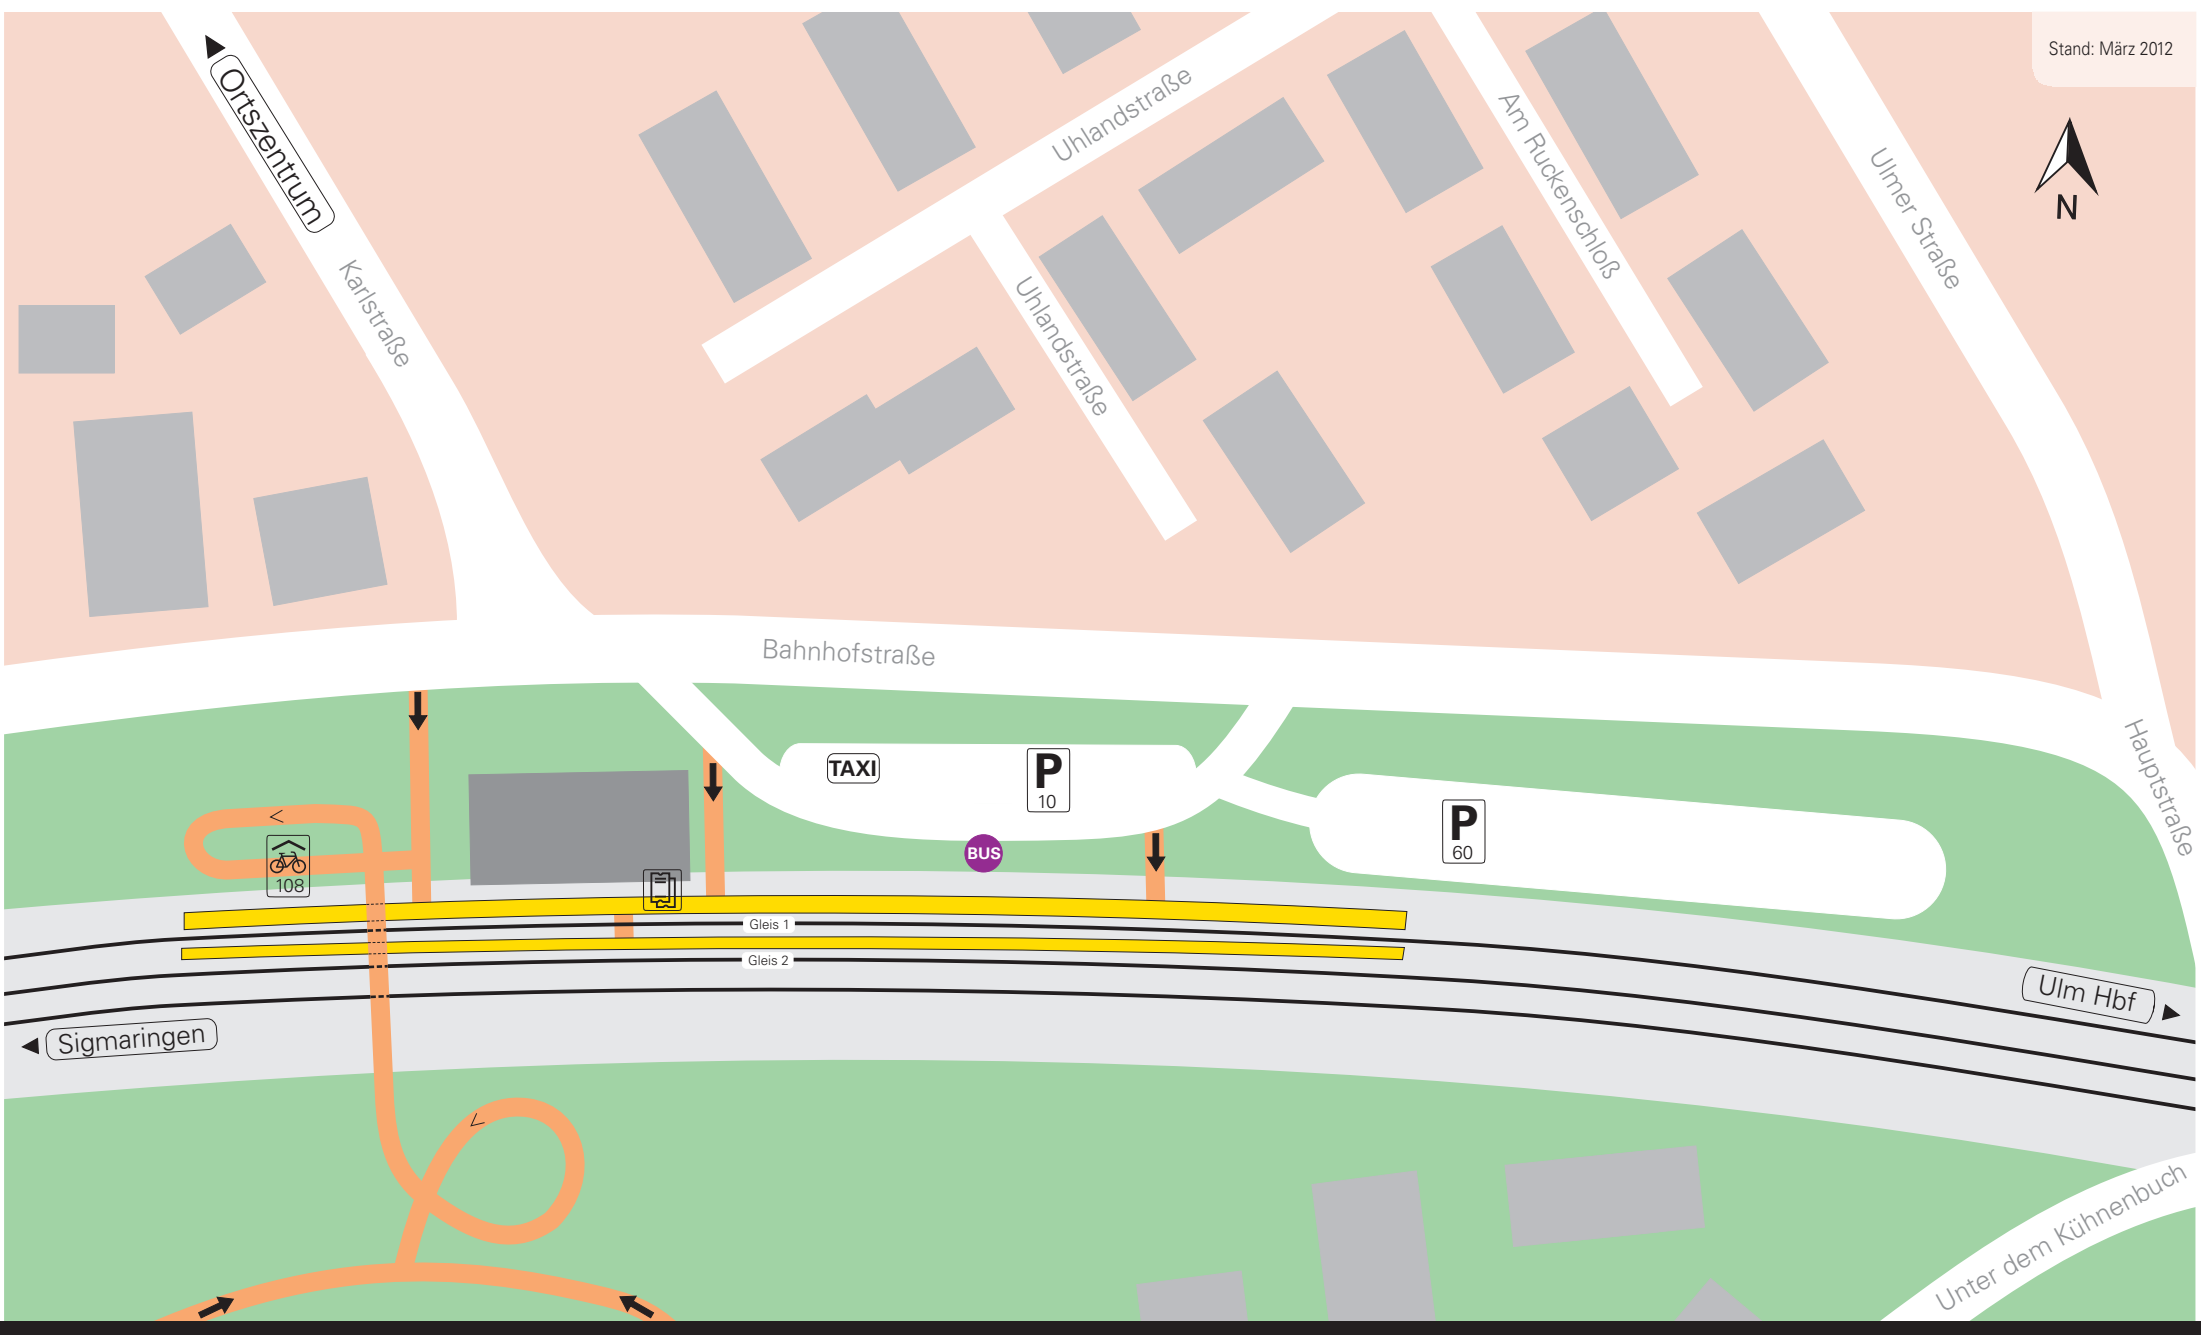 Stand: März 2012
Ortszentrum
Uhlandstraße
Am Ruckenschloß
Ulmer Straße
N
Karlstraße
Uhlandstraße
Bahnhofstraße
Hauptstraße
TAXI
P
10
P
60
BUS
108
Gleis 1
Gleis 2
Ulm Hbf
Sigmaringen
Unter dem Kühnenbuch